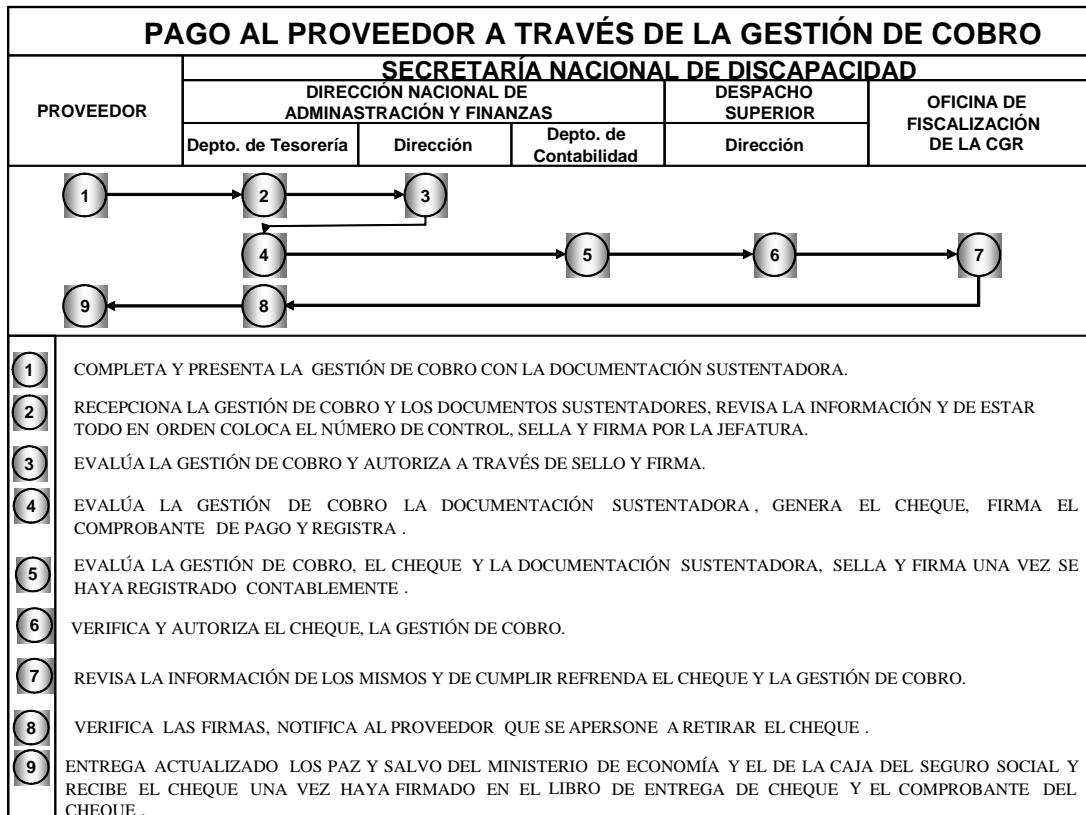 PAGO AL PROVEEDOR A TRAVÉS DE LA GESTIÓN DE COBRO
PROVEEDOR
SECRETARÍA NACIONAL DE DISCAPACIDAD
DIRECCIÓN NACIONAL DE
ADMINASTRACIÓN Y FINANZAS
DESPACHO
SUPERIOR
OFICINA DE
FISCALIZACIÓN
DE LA CGR
Depto. de Tesorería
Dirección
Depto. de
Contabilidad
Dirección
1
2
3
4
5
6
7
9
8
1 COMPLETA Y PRESENTA LA GESTIÓN DE COBRO CON LA DOCUMENTACIÓN SUSTENTADORA.
2 RECEPCIONA LA GESTIÓN DE COBRO Y LOS DOCUMENTOS SUSTENTADORES, REVISA LA INFORMACIÓN Y DE ESTAR
TODO EN ORDEN COLOCA EL NÚMERO DE CONTROL, SELLA Y FIRMA POR LA JEFATURA.
3 EVALÚA LA GESTIÓN DE COBRO Y AUTORIZA A TRAVÉS DE SELLO Y FIRMA.
4 EVALÚA LA GESTIÓN DE COBRO LA DOCUMENTACIÓN SUSTENTADORA , GENERA EL CHEQUE, FIRMA EL
COMPROBANTE DE PAGO Y REGISTRA .
5 EVALÚA LA GESTIÓN DE COBRO, EL CHEQUE Y LA DOCUMENTACIÓN SUSTENTADORA, SELLA Y FIRMA UNA VEZ SE
HAYA REGISTRADO CONTABLEMENTE .
6 VERIFICA Y AUTORIZA EL CHEQUE, LA GESTIÓN DE COBRO.
7 REVISA LA INFORMACIÓN DE LOS MISMOS Y DE CUMPLIR REFRENDA EL CHEQUE Y LA GESTIÓN DE COBRO.
8 VERIFICA LAS FIRMAS, NOTIFICA AL PROVEEDOR QUE SE APERSONE A RETIRAR EL CHEQUE .
9 ENTREGA ACTUALIZADO LOS PAZ Y SALVO DEL MINISTERIO DE ECONOMÍA Y EL DE LA CAJA DEL SEGURO SOCIAL Y
RECIBE EL CHEQUE UNA VEZ HAYA FIRMADO EN EL LIBRO DE ENTREGA DE CHEQUE Y EL COMPROBANTE DEL
CHEQUE .